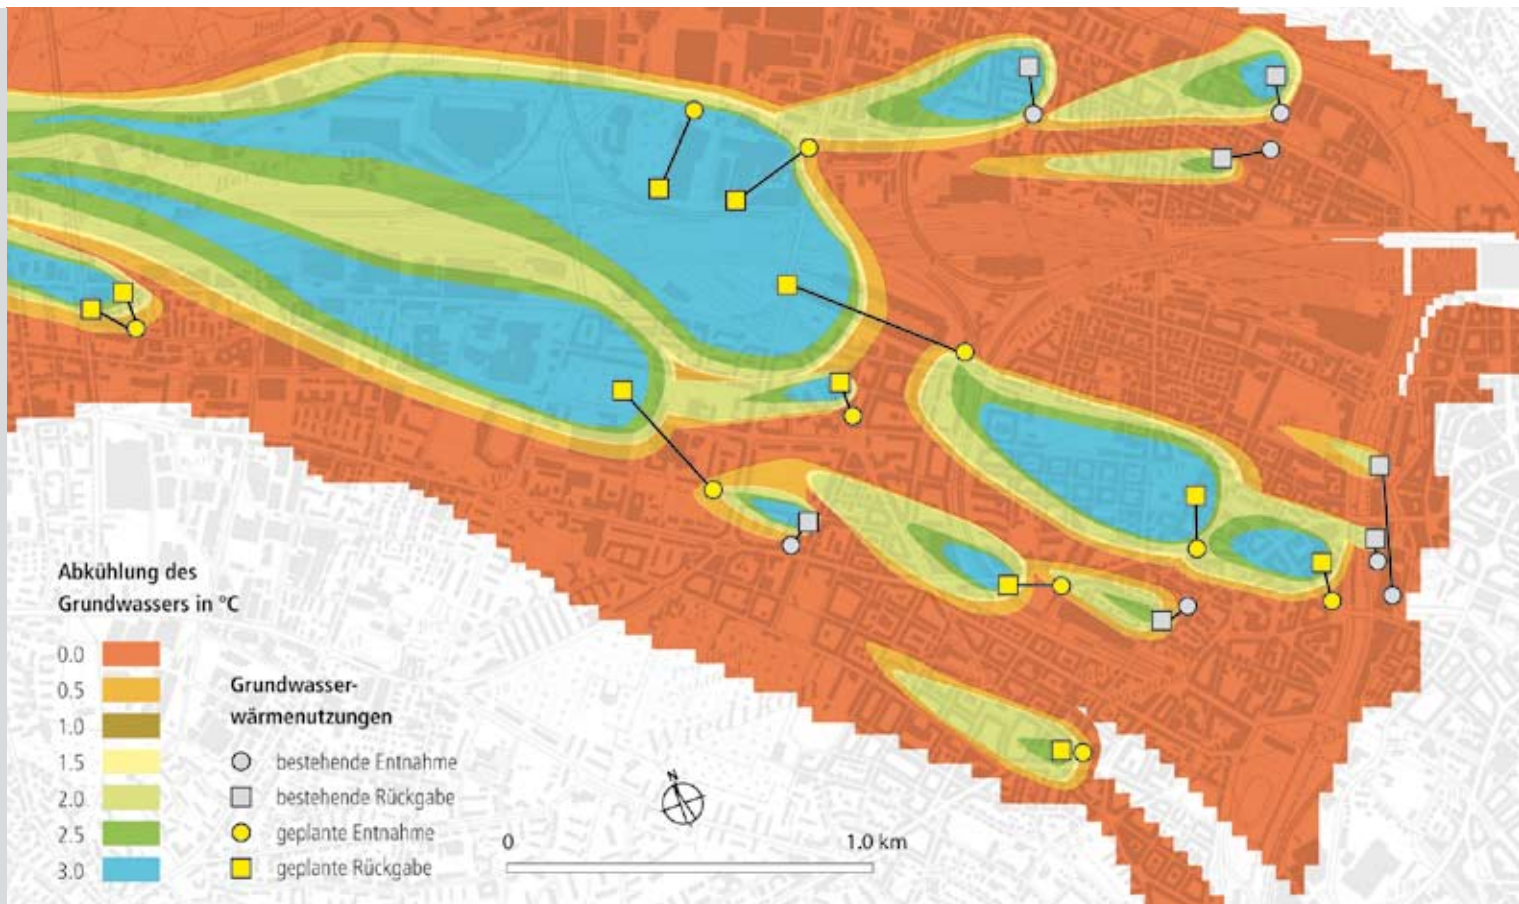 Abkühlung des
Grundwassers in °C
0.0
0.5
1.0
1.5
2.0
2.5
3.0
Grundwasser-
wärmenutzungen
bestehende Entnahme
bestehende Rückgabe
geplante Entnahme
geplante Rückgabe
N
0
1.0 km